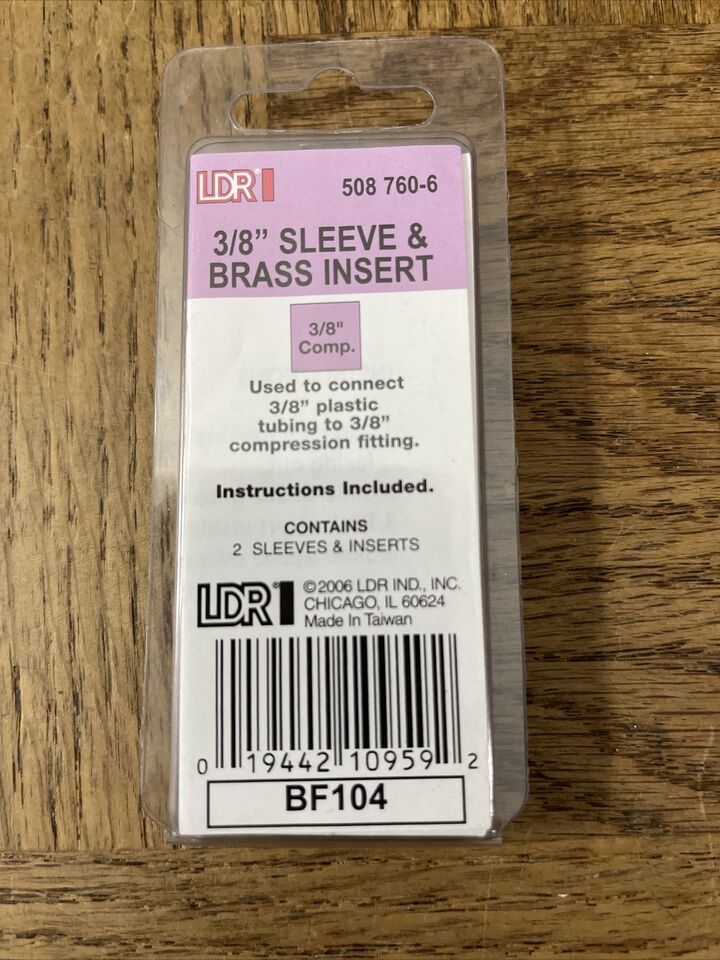 LDR® 508 760-6
3/8” SLEEVE &
BRASS INSERT
3/8"
Comp.
Used to connect
3/8” plastic
tubing to 3/8”
compression fitting.
Instructions Included.
CONTAINS
2 SLEEVES & INSERTS
LDR® ©2006 LDR IND., INC.
CHICAGO, IL 60624
Made In Taiwan
0 19442 10959 2
BF104